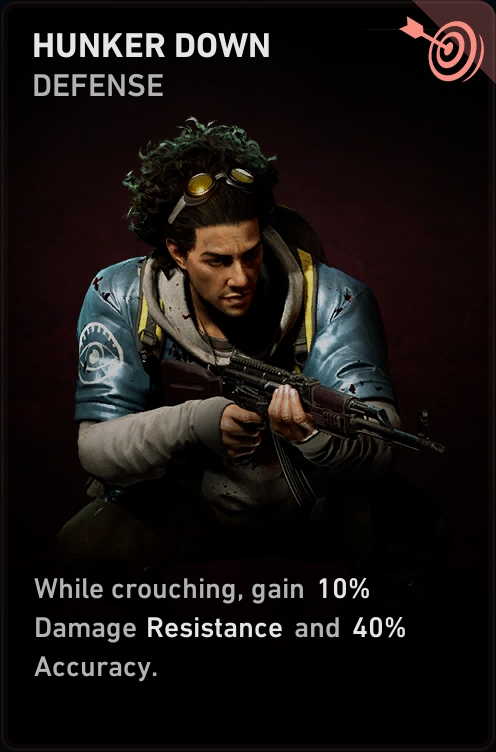 HUNKER DOWN
DEFENSE
While crouching, gain 10%
Damage Resistance and 40%
Accuracy.